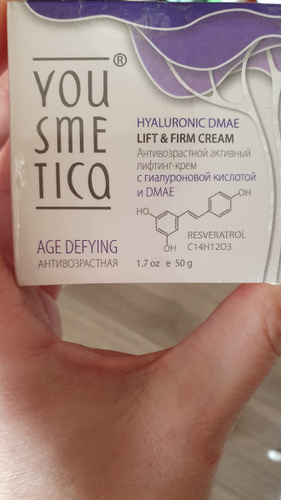 YOU
SME
TICA
®
HYALURONIC DMAE
LIFT & FIRM CREAM
Антивозрастной активный
лифтинг-крем
с гиалуроновой кислотой
и DMAE
OH
HO
OH
RESVERATROL
C14H12O3
AGE DEFYING
АНТИВОЗРАСТНАЯ
1.7 oz e 50 g